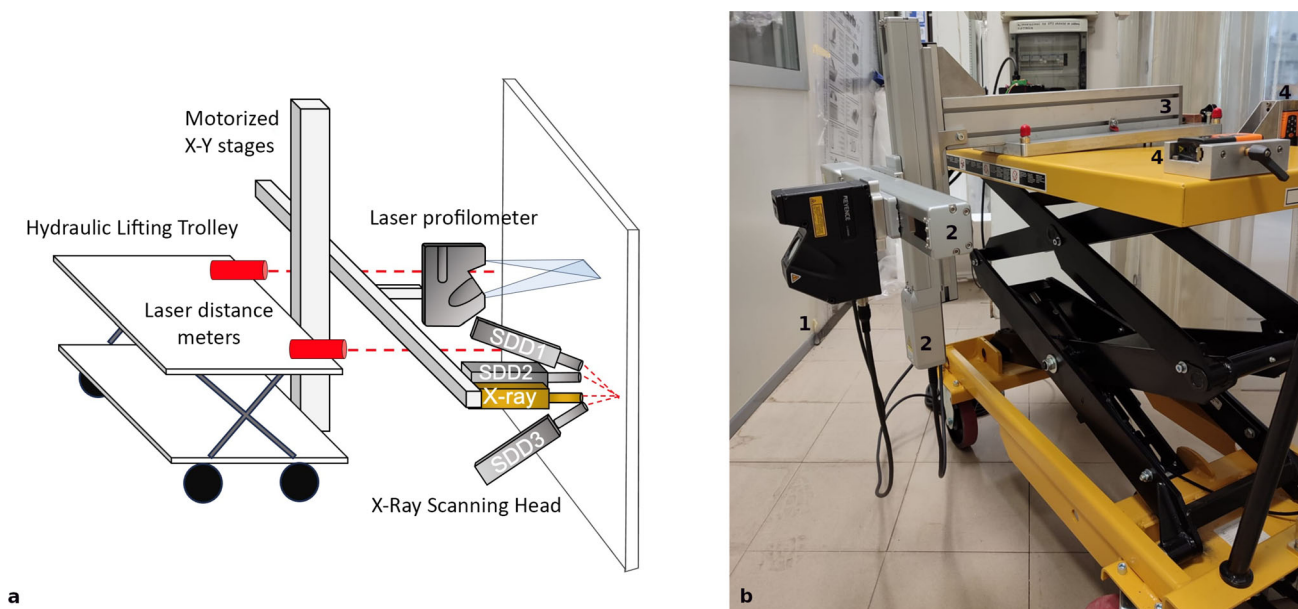 Motorized
X-Y stages
Laser profilometer
Hydraulic Lifting Trolley
Laser distance
meters
SDD1
SDD2
X-ray
SDD3
X-Ray Scanning Head
a
4
3
4
KEYENCE
2
1
2
b